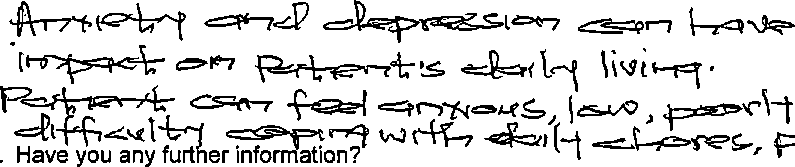 Anxiety and depression can have
impact on Patient's daily living.
Patient can feel anxious, low, poorly
difficulty coping with daily chores,
. Have you any further information?